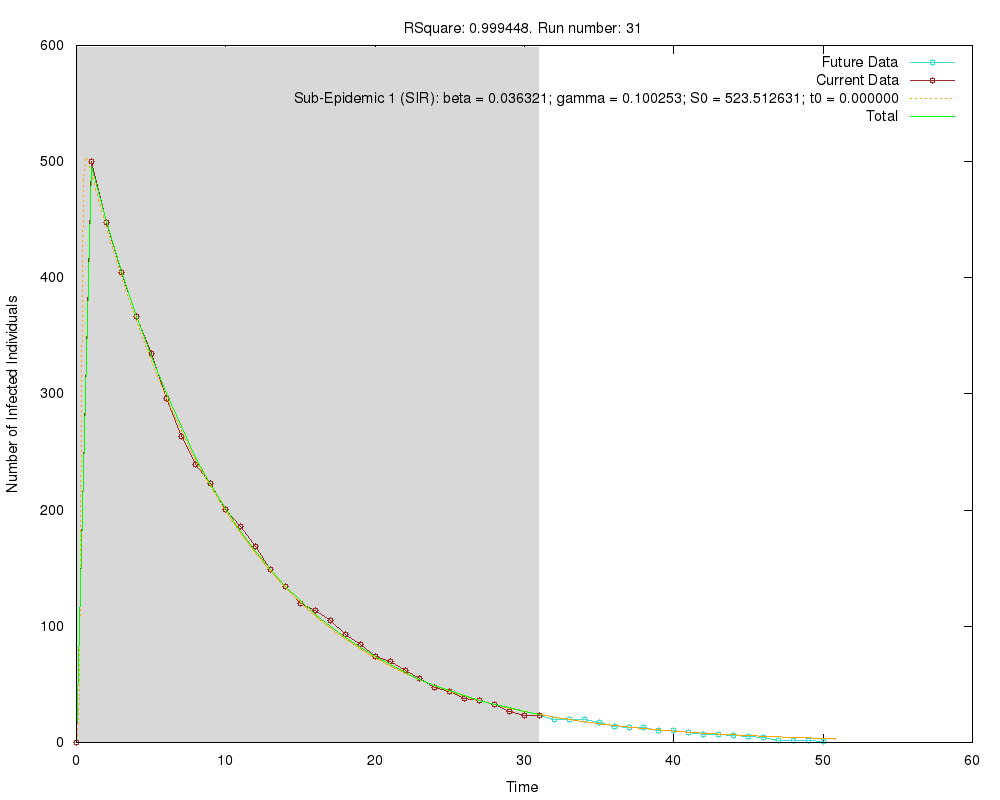 RSquare: 0.999448. Run number: 31
Future Data
Current Data
Sub-Epidemic 1 (SIR): beta = 0.036321; gamma = 0.100253; S0 = 523.512631; t0 = 0.000000
Total
600
500
400
300
200
100
0
Number of Infected Individuals
0 10 20 30 40 50 60
Time